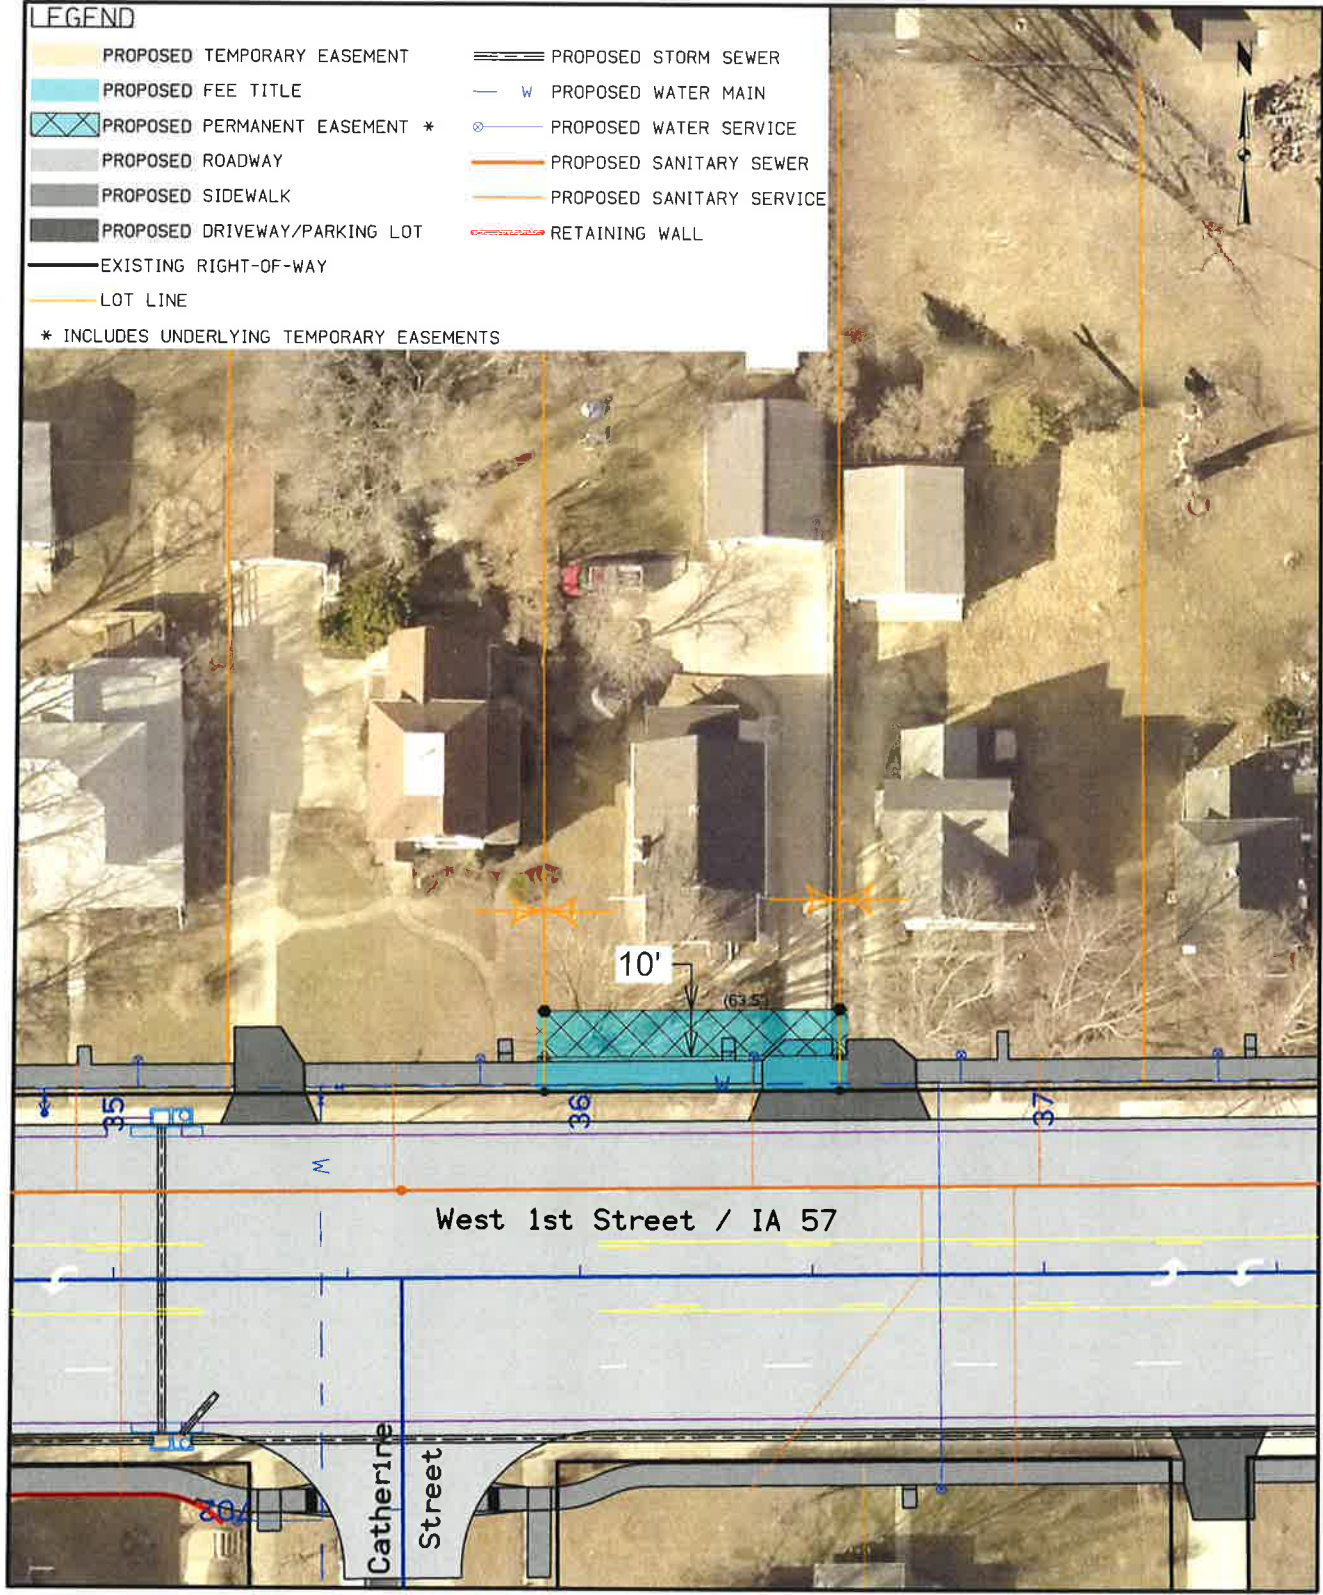 LEGEND
PROPOSED TEMPORARY EASEMENT
PROPOSED FEE TITLE
PROPOSED PERMANENT EASEMENT *
PROPOSED ROADWAY
PROPOSED SIDEWALK
PROPOSED DRIVEWAY/PARKING LOT
EXISTING RIGHT-OF-WAY
LOT LINE
* INCLUDES UNDERLYING TEMPORARY EASEMENTS
PROPOSED STORM SEWER
W PROPOSED WATER MAIN
PROPOSED WATER SERVICE
PROPOSED SANITARY SEWER
PROPOSED SANITARY SERVICE
RETAINING WALL
N
10'
(63.5')
W
35
36
37
W
West 1st Street / IA 57
Catherine
Street
702